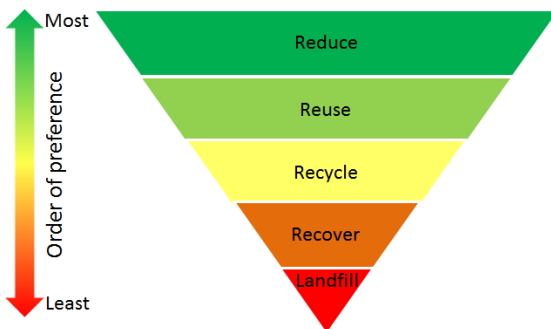 Most
Order of preference
Least
Reduce
Reuse
Recycle
Recover
Landfill